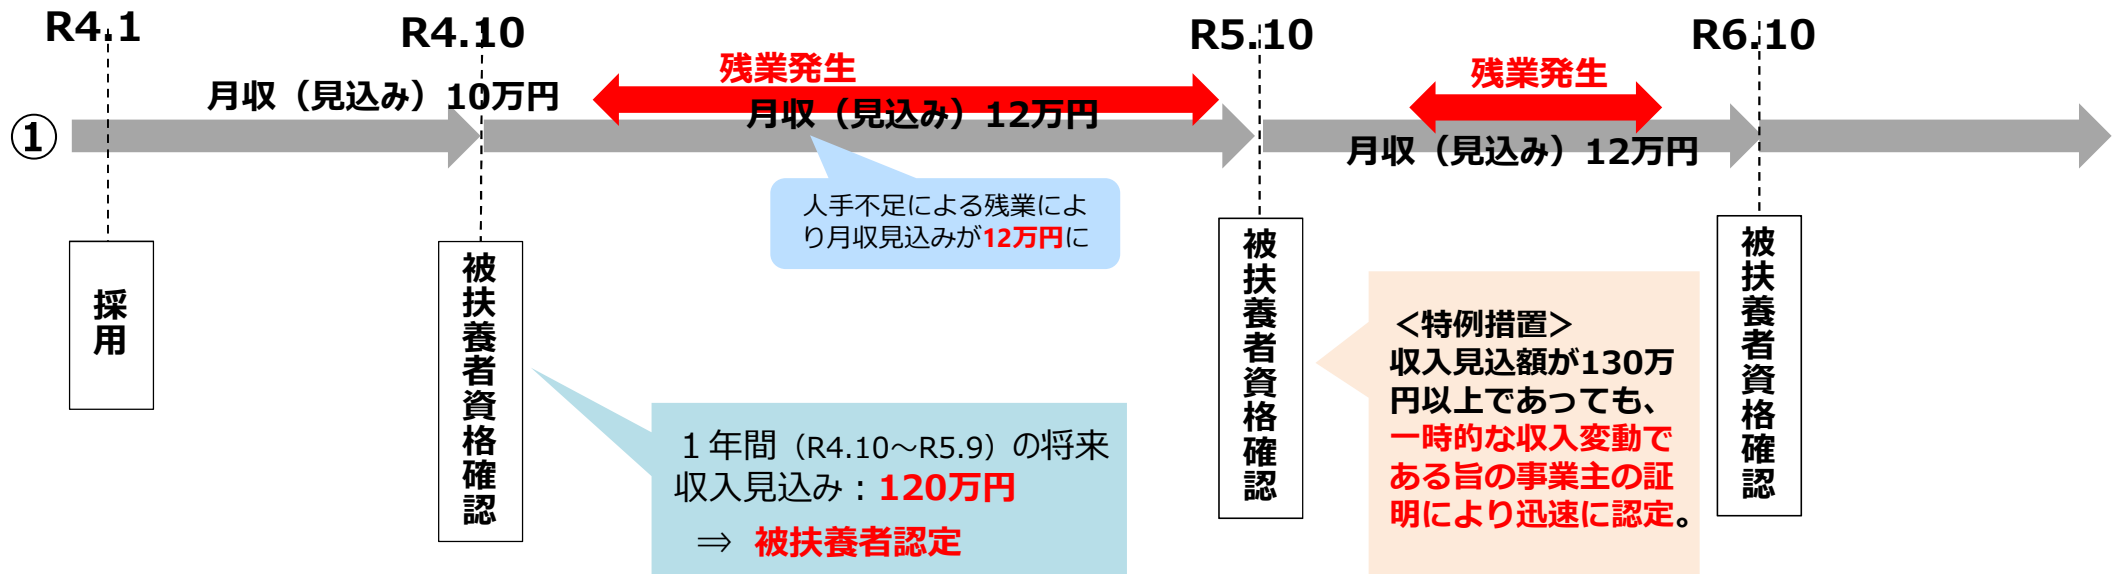 R4.1
R4.10
R5.10
R6.10
残業発生
残業発生
月収（見込み）10万円
月収（見込み）12万円
月収（見込み）12万円
①
人手不足による残業によ
り月収見込みが12万円に
採用
被扶養者資格確認
被扶養者資格確認
被扶養者資格確認
１年間（R4.10～R5.9）の将来
収入見込み：120万円
⇒ 被扶養者認定
＜特例措置＞
収入見込額が130万
円以上であっても、
一時的な収入変動で
ある旨の事業主の証
明により迅速に認定。